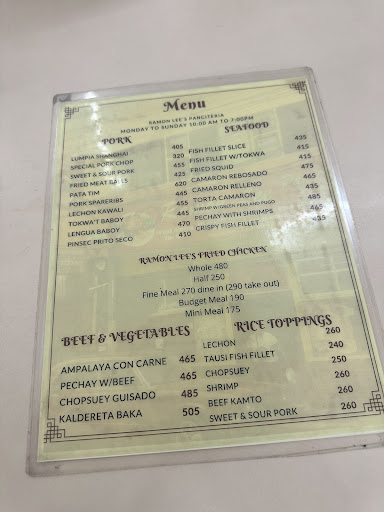 Menu
RAMON LEE'S PANCITERIA
MONDAY TO SUNDAY 10:00 AM TO 7:00PM
PORK
LUMPIA SHANGHAI 405
SPECIAL PORK CHOP 320
SWEET & SOUR PORK 455
FRIED MEAT BALLS 425
PATA TIM 620
PORK SPARERIBS 445
LECHON KAWALI 445
TOKWA'T BABOY 420
LENGUA BABOY 470
PINSEC PRITO SECO 410
SEAFOOD
FISH FILLET SLICE 435
FISH FILLET W/TOKWA 415
FRIED SQUID 415
CAMARON REBOSADO 475
CAMARON RELLENO 465
TORTA CAMARON 435
SHRIMP W/GREEN PEAS AND PUGO 485
PECHAY WITH SHRIMPS 465
CRISPY FISH FILLET 435
RAMON LEE'S FRIED CHICKEN
Whole 480
Half 250
Fine Meal 270 dine in (290 take out)
Budget Meal 190
Mini Meal 175
BEEF & VEGETABLES
AMPALAYA CON CARNE 465
PECHAY W/BEEF 465
CHOPSUEY GUISADO 485
KALDERETA BAKA 505
RICE TOPPINGS
LECHON 260
TAUSI FISH FILLET 240
CHOPSUEY 250
SHRIMP 260
BEEF KAMTO 260
SWEET & SOUR PORK 260